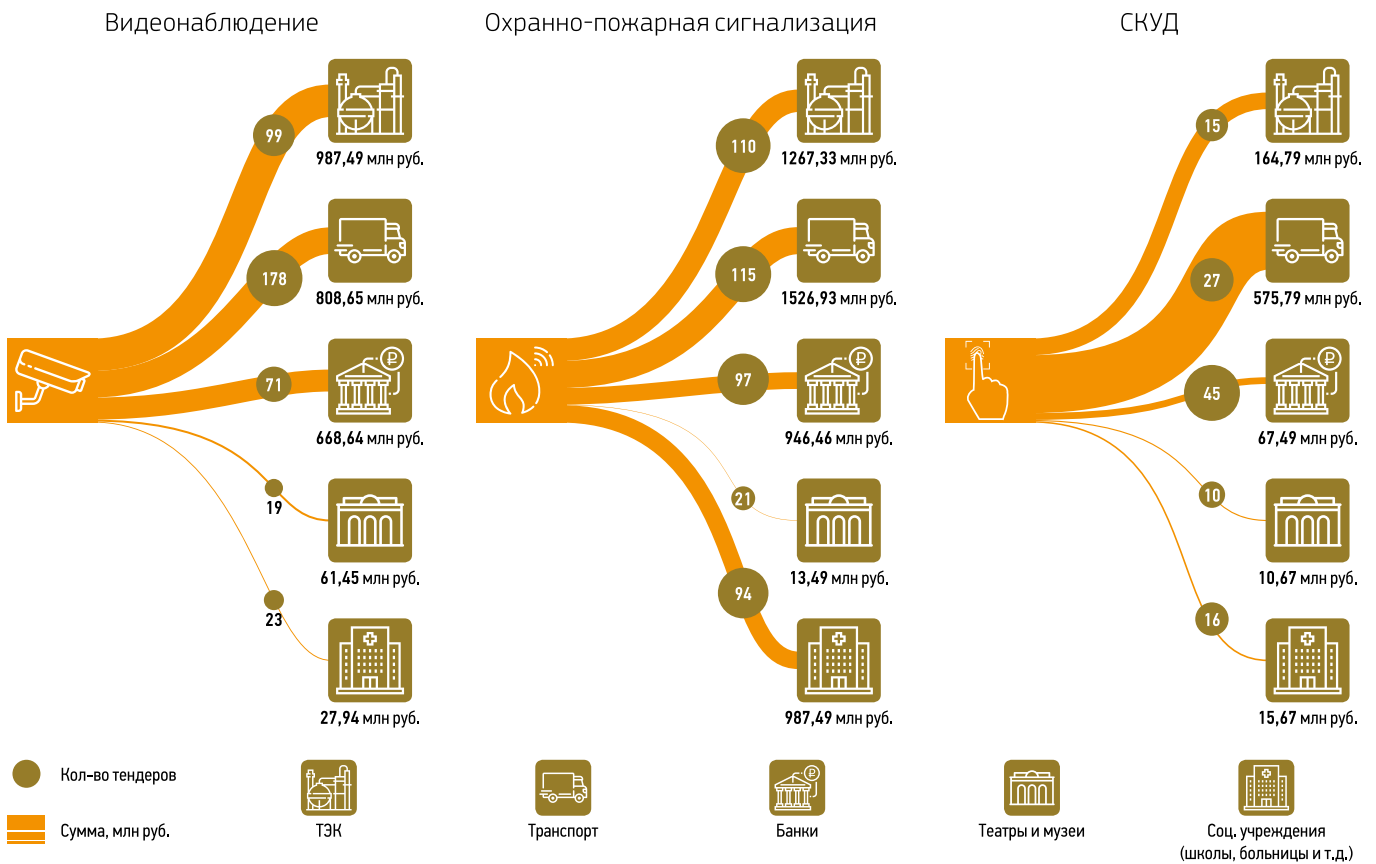 Видеонаблюдение
99
987,49 млн руб.
178
808,65 млн руб.
71
668,64 млн руб.
19
61,45 млн руб.
23
27,94 млн руб.
Охранно-пожарная сигнализация
110
1267,33 млн руб.
115
1526,93 млн руб.
97
946,46 млн руб.
21
13,49 млн руб.
94
987,49 млн руб.
СКУД
15
164,79 млн руб.
27
575,79 млн руб.
45
67,49 млн руб.
10
10,67 млн руб.
16
15,67 млн руб.
Кол-во тендеров
Сумма, млн руб.
ТЭК
Транспорт
Банки
Театры и музеи
Соц. учреждения
(школы, больницы и т.д.)